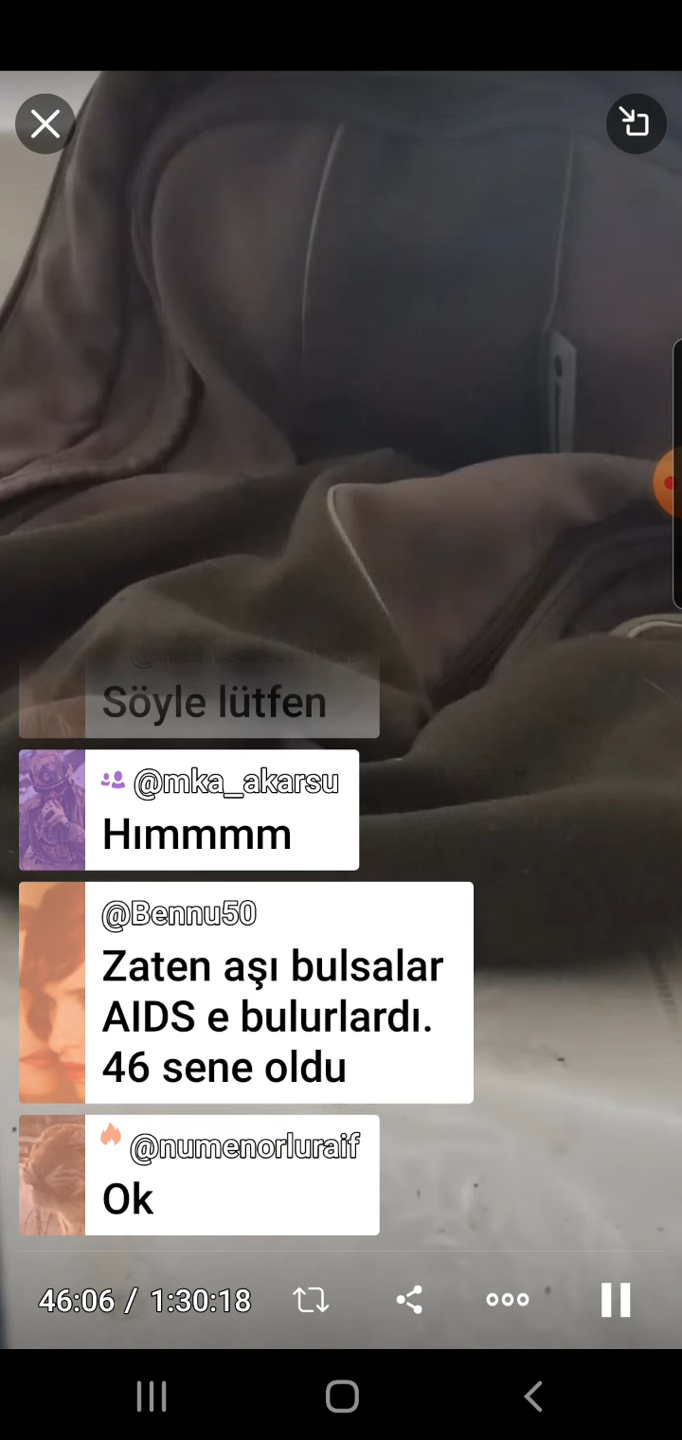 Söyle lütfen
@mka_akarsu
Hımmmm
@Bennu50
Zaten aşı bulsalar
AIDS e bulurlardı.
46 sene oldu
@numenorluraif
Ok
46:06 / 1:30:18